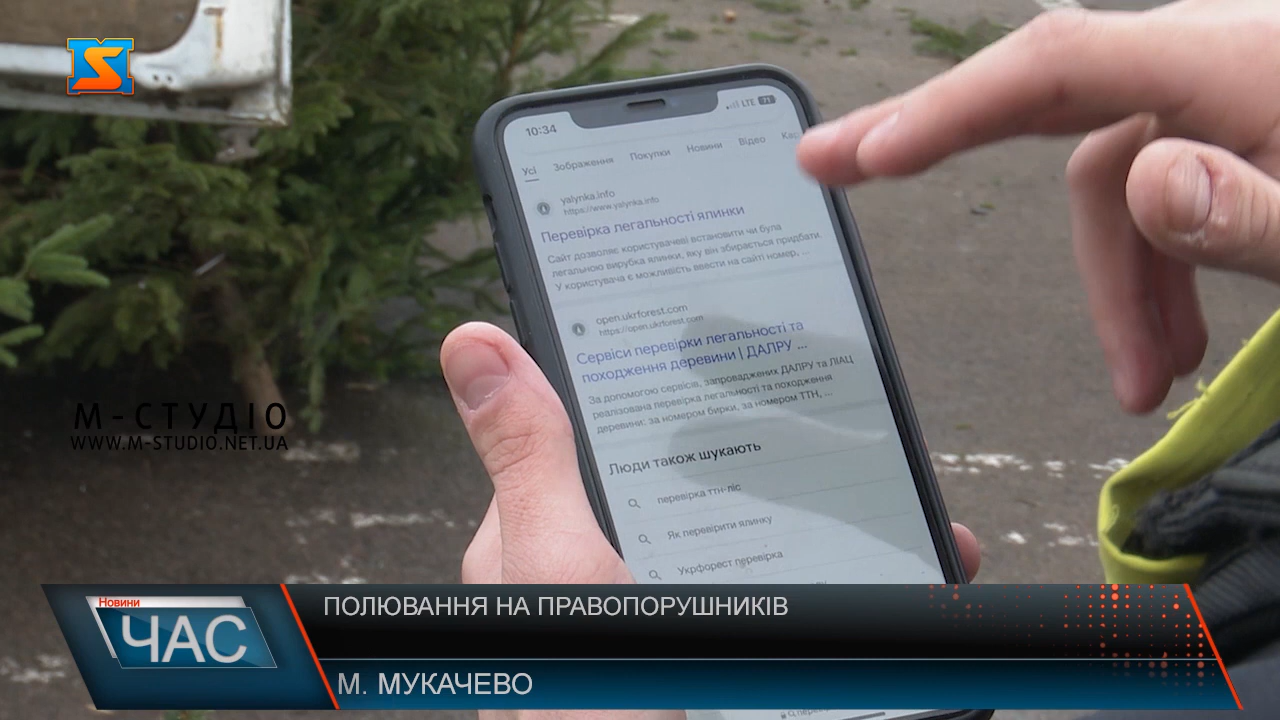 MS
10:34
LTE 71
Усі Зображення Покупки Новини Відео
yalynka.info
https://www.yalynka.info
Перевірка легальності ялинки
Сайт дозволяє користувачеві встановити чи була
легальною вирубка ялинки, яку він збирається придбати.
У користувача є можливість ввести на сайті номер, ...
open.ukrforest.com
https://open.ukrforest.com
Сервіси перевірки легальності та
походження деревини | ДАЛРУ ...
За допомогою сервісів, запроваджених ДАЛРУ та ЛІАЦ
реалізована перевірка легальності та походження
деревини: за номером бирки, за номером ТТН, ...
Люди також шукають
перевірка ттн-ліс
Як перевірити ялинку
Укрфорест перевірка
М-СТУДІО
WWW.M-STUDIO.NET.UA
Новини
ЧАС
ПОЛЮВАННЯ НА ПРАВОПОРУШНИКІВ
М. МУКАЧЕВО